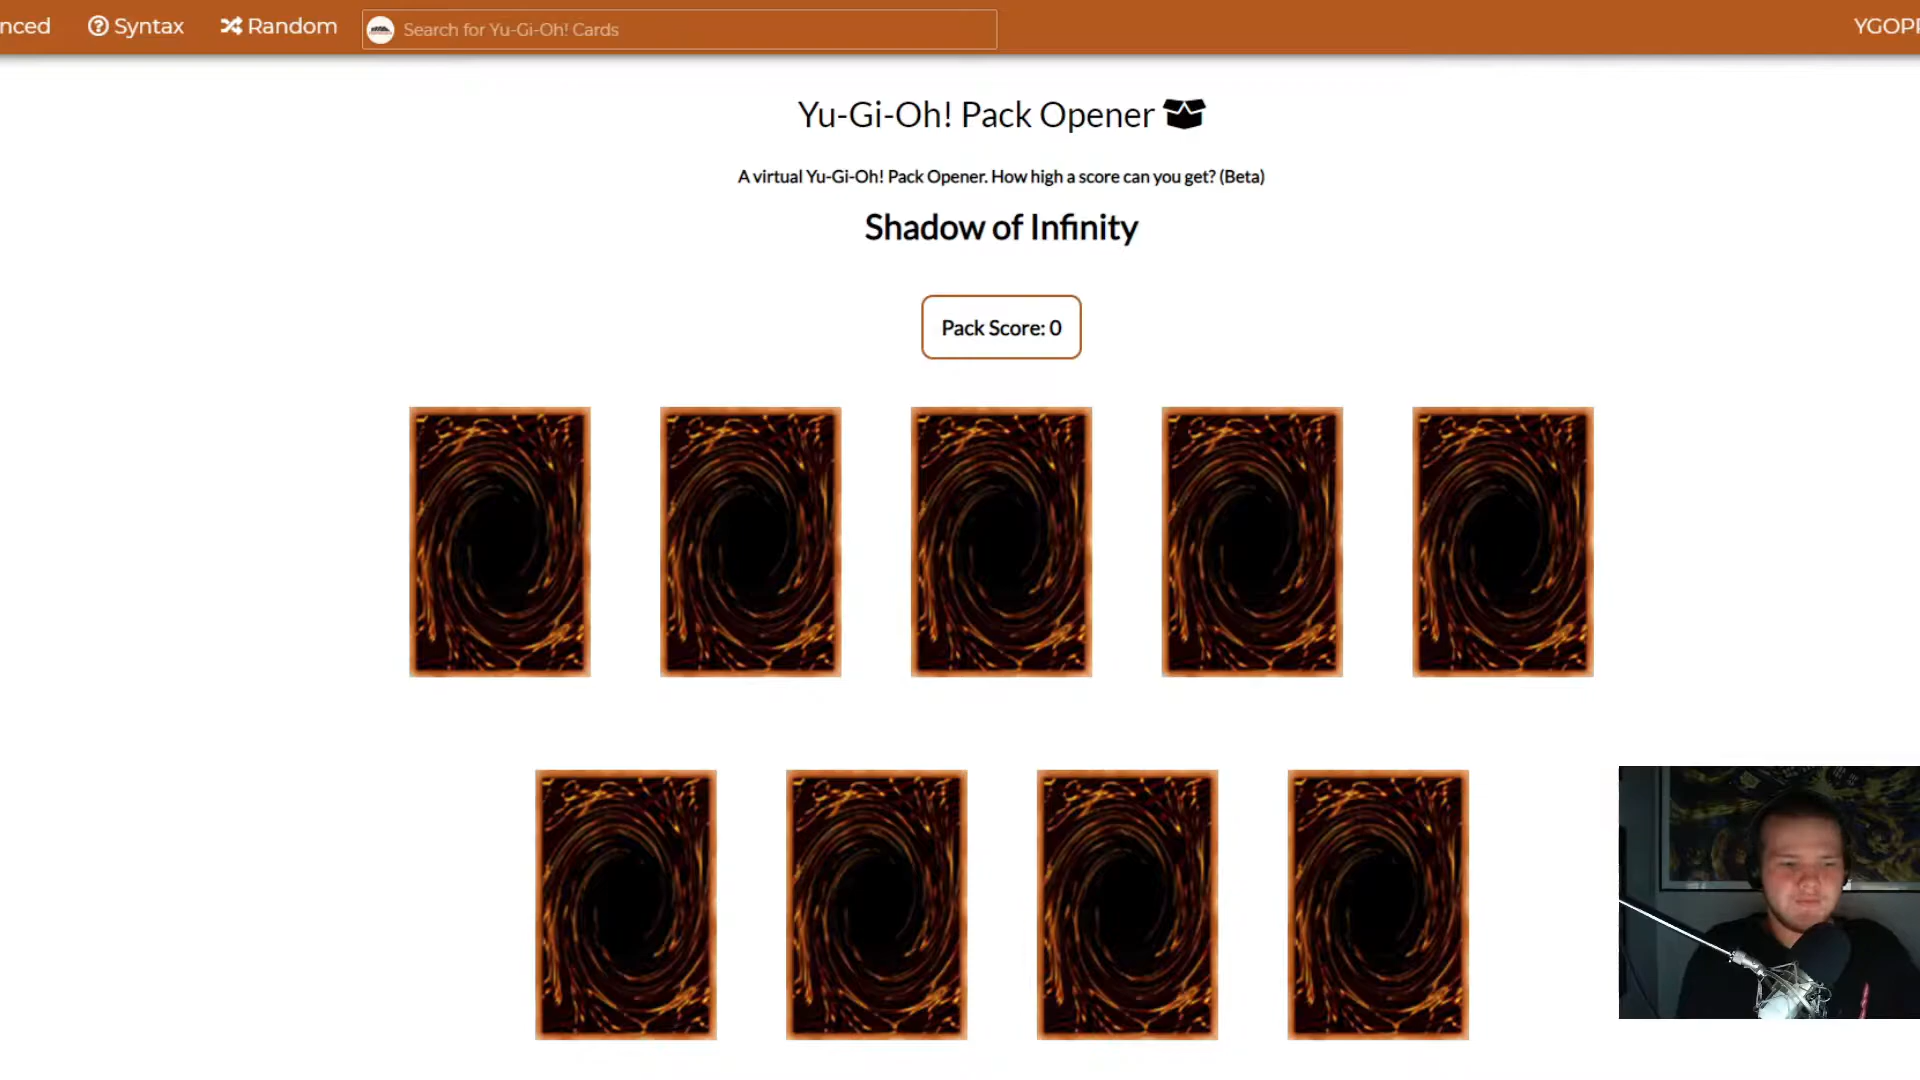 nced
Syntax
Random
Search for Yu-Gi-Oh! Cards
YGOPR
Yu-Gi-Oh! Pack Opener
A virtual Yu-Gi-Oh! Pack Opener. How high a score can you get? (Beta)
Shadow of Infinity
Pack Score: 0